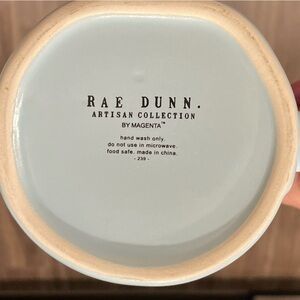 RAE DUNN.
ARTISAN COLLECTION
BY MAGENTA™
hand wash only.
do not use in microwave.
food safe. made in china.
- 239 -